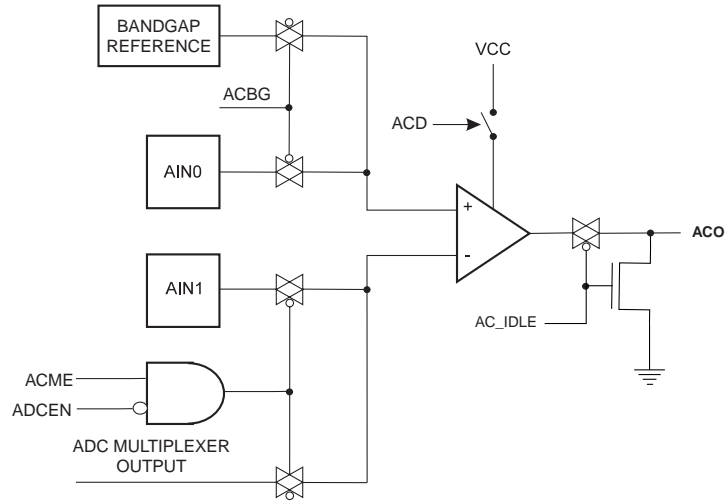 BANDGAP
REFERENCE
VCC
ACBG
ACD
AIN0
+
-
ACO
AIN1
AC_IDLE
ACME
ADCEN
ADC MULTIPLEXER
OUTPUT